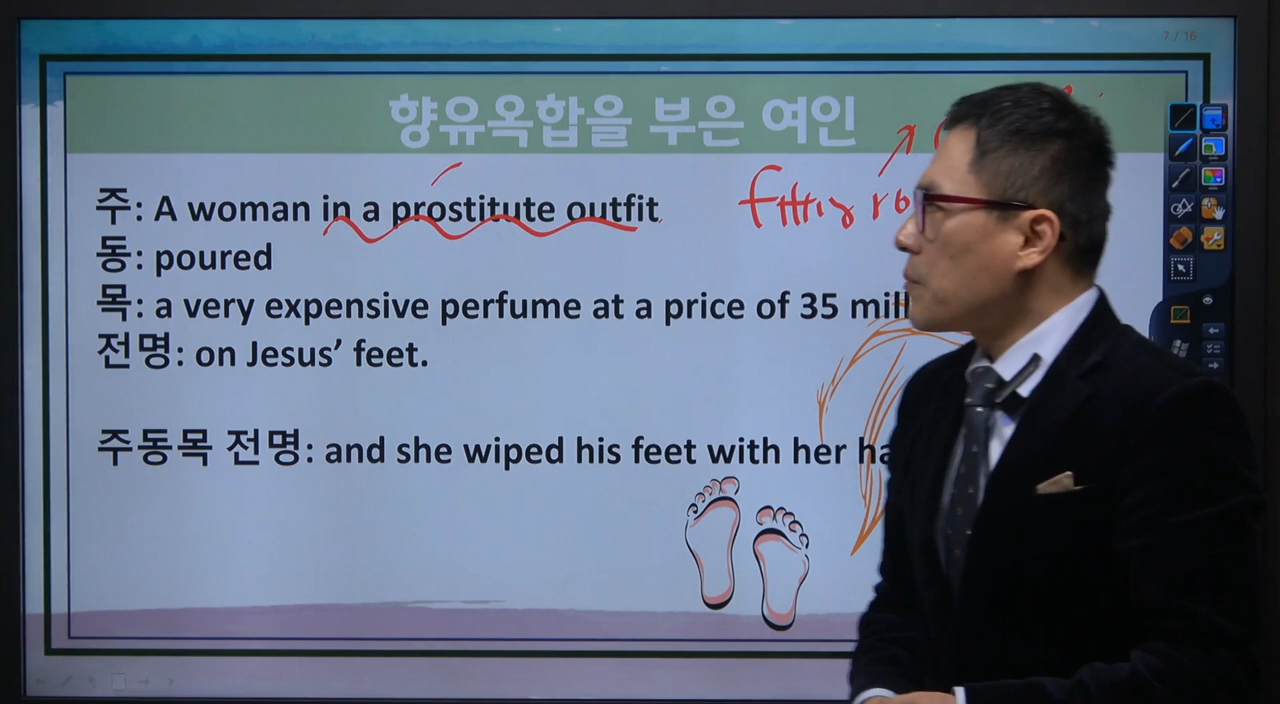 7 / 16
향유옥합을 부은 여인
주: A woman in a prostitute outfit
동: poured
목: a very expensive perfume at a price of 35 mill
전명: on Jesus’ feet.
주동목 전명: and she wiped his feet with her ha